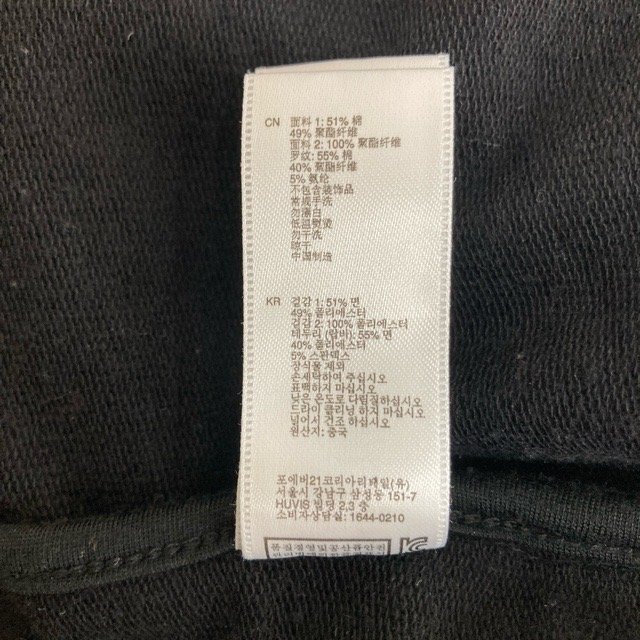 CN 面料 1: 51% 棉
49% 聚酯纤维
面料 2: 100% 聚酯纤维
罗纹: 55% 棉
40% 聚酯纤维
5% 氨纶
不包含装饰品
常规手洗
勿漂白
低温熨烫
勿干洗
晾干
中国制造
KR 겉감 1: 51% 면
49% 폴리에스터
겉감 2: 100% 폴리에스터
립부리 (밑바): 55% 면
40% 폴리에스터
5% 스판덱스
장식물 제외
손세탁하여 주십시오
표백하지 마십시오
낮은 온도로 다림질하십시오
드라이 클리닝 하지 마십시오
널어서 건조 하십시오
원산지: 중국
포에버21코리아리테일(유)
서울시 강남구 삼성동 151-7
HUVIS 빌딩 2,3 층
소비자상담실: 1644-0210